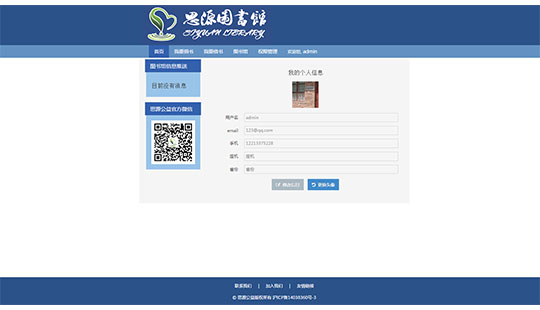 思源图书馆
SIYUAN LIBRARY
首页 我要捐书 我要借书 图书馆 权限管理 欢迎您, admin
图书馆信息推送
目前没有消息
思源公益官方微信
我的个人信息
用户名 admin
email 123@qq.com
手机
座机 座机
备注 备注
更新头像
联系我们 | 加入我们 | 友情链接
© 思源公益版权所有 沪ICP备14038360号-3